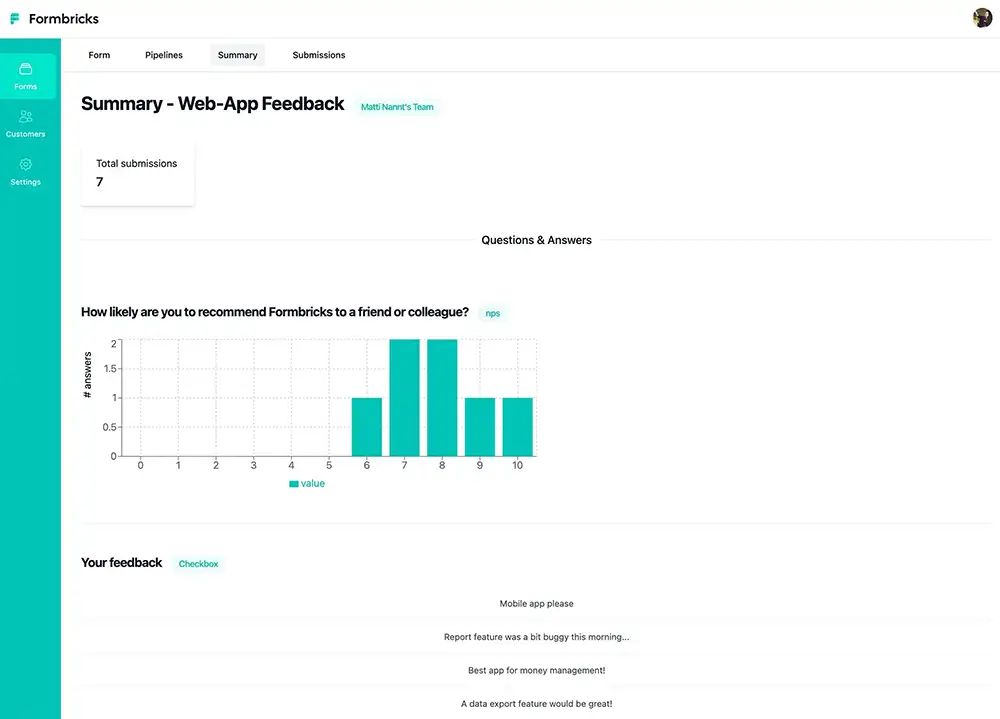 Formbricks
Form Pipelines Summary Submissions
Forms
Customers
Settings
Summary - Web-App Feedback Matti Nannt's Team
Total submissions
7
Questions & Answers
How likely are you to recommend Formbricks to a friend or colleague? nps
# answers
2
1.5
1
0.5
0
0 1 2 3 4 5 6 7 8 9 10
value
Your feedback Checkbox
Mobile app please
Report feature was a bit buggy this morning...
Best app for money management!
A data export feature would be great!